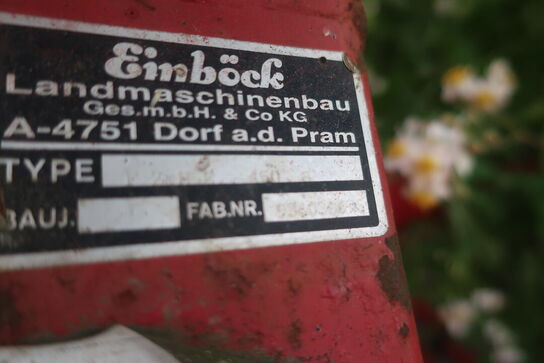 Einböck
Landmaschinenbau
Ges.m.b.H. & Co KG
A-4751 Dorf a.d. Pram
TYPE
BAUJ.
FAB.NR.